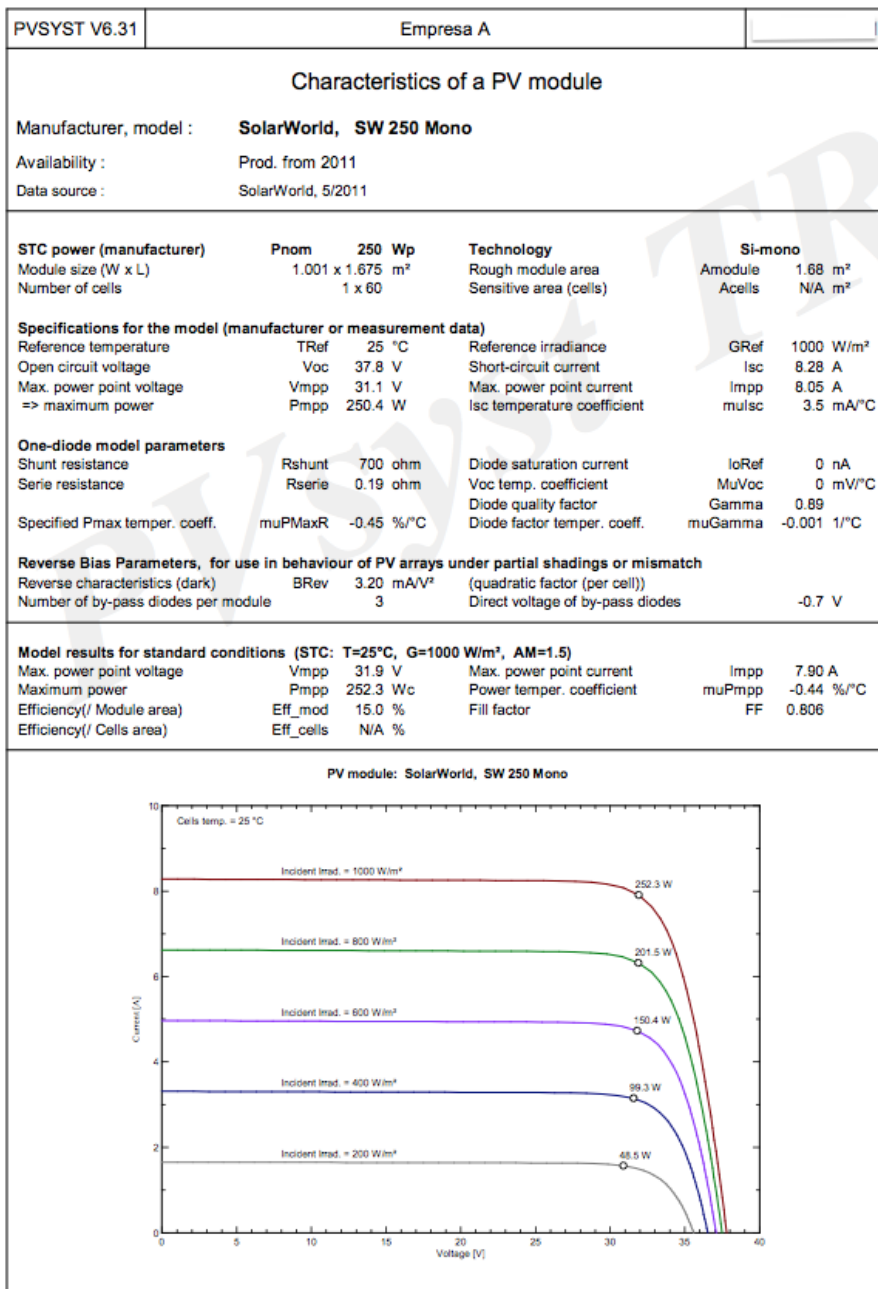 PVSYST V6.31 Empresa A
Characteristics of a PV module
Manufacturer, model : SolarWorld, SW 250 Mono
Availability : Prod. from 2011
Data source : SolarWorld, 5/2011
STC power (manufacturer) Pnom 250 Wp Technology Si-mono
Module size (W x L) 1.001 x 1.675 m² Rough module area Amodule 1.68 m²
Number of cells 1 x 60 Sensitive area (cells) Acells N/A m²
Specifications for the model (manufacturer or measurement data)
Reference temperature TRef 25 °C Reference irradiance GRef 1000 W/m²
Open circuit voltage Voc 37.8 V Short-circuit current Isc 8.28 A
Max. power point voltage Vmpp 31.1 V Max. power point current Impp 8.05 A
=> maximum power Pmpp 250.4 W Isc temperature coefficient muIsc 3.5 mA/°C
One-diode model parameters
Shunt resistance Rshunt 700 ohm Diode saturation current IoRef 0 nA
Serie resistance Rserie 0.19 ohm Voc temp. coefficient MuVoc 0 mV/°C
Diode quality factor Gamma 0.89
Specified Pmax temper. coeff. muPMaxR -0.45 %/°C Diode factor temper. coeff. muGamma -0.001 1/°C
Reverse Bias Parameters, for use in behaviour of PV arrays under partial shadings or mismatch
Reverse characteristics (dark) BRev 3.20 mA/V² (quadratic factor (per cell))
Number of by-pass diodes per module 3 Direct voltage of by-pass diodes -0.7 V
Model results for standard conditions (STC: T=25°C, G=1000 W/m², AM=1.5)
Max. power point voltage Vmpp 31.9 V Max. power point current Impp 7.90 A
Maximum power Pmpp 252.3 Wc Power temper. coefficient muPmpp -0.44 %/°C
Efficiency(/ Module area) Eff_mod 15.0 % Fill factor FF 0.806
Efficiency(/ Cells area) Eff_cells N/A %
PV module: SolarWorld, SW 250 Mono
10
Cells temp. = 25 °C
Incident Irrad. = 1000 W/m²
252.3 W
8
Incident Irrad. = 800 W/m²
201.5 W
6
Incident Irrad. = 600 W/m²
150.4 W
Current [A]
4
Incident Irrad. = 400 W/m²
99.3 W
2
Incident Irrad. = 200 W/m²
48.5 W
0
0 5 10 15 20 25 30 35 40
Voltage [V]
PVsyst TR